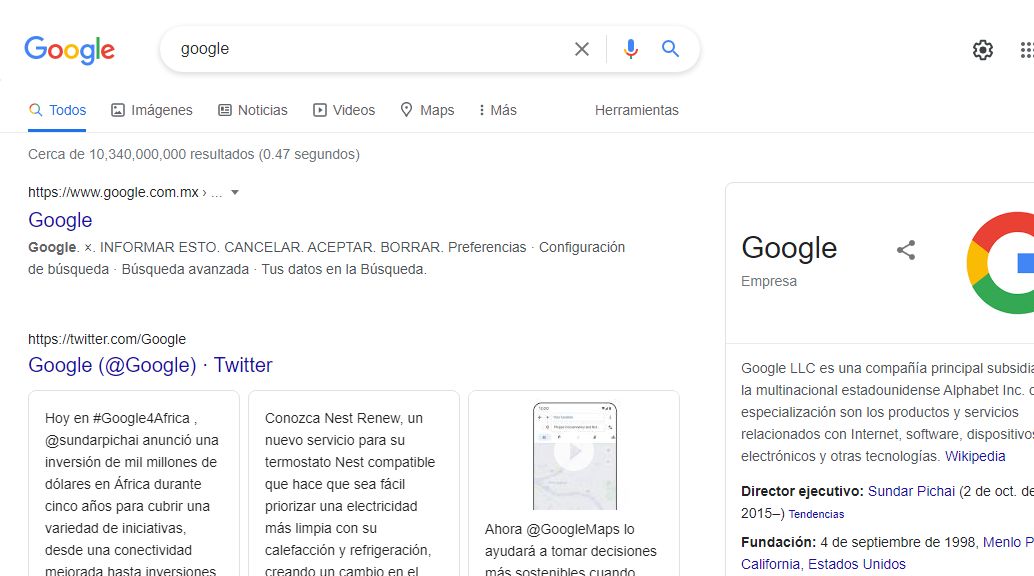 Google
google
Todos
Imágenes
Noticias
Videos
Maps
Más
Herramientas
Cerca de 10,340,000,000 resultados (0.47 segundos)
https://www.google.com.mx › ...
Google
Google. ×. INFORMAR ESTO. CANCELAR. ACEPTAR. BORRAR. Preferencias · Configuración
de búsqueda · Búsqueda avanzada · Tus datos en la Búsqueda.
https://twitter.com/Google
Google (@Google) · Twitter
Hoy en #Google4Africa ,
@sundarpichai anunció una
inversión de mil millones de
dólares en África durante
cinco años para cubrir una
variedad de iniciativas,
desde una conectividad
mejorada hasta inversiones
Conozca Nest Renew, un
nuevo servicio para su
termostato Nest compatible
que hace que sea fácil
priorizar una electricidad
más limpia con su
calefacción y refrigeración,
creando un cambio en el
Ahora @GoogleMaps lo
ayudará a tomar decisiones
más sostenibles cuando
Google
Empresa
Google LLC es una compañía principal subsidia
la multinacional estadounidense Alphabet Inc. c
especialización son los productos y servicios
relacionados con Internet, software, dispositivos
electrónicos y otras tecnologías. Wikipedia
Director ejecutivo: Sundar Pichai (2 de oct. de
2015–) Tendencias
Fundación: 4 de septiembre de 1998, Menlo P
California, Estados Unidos